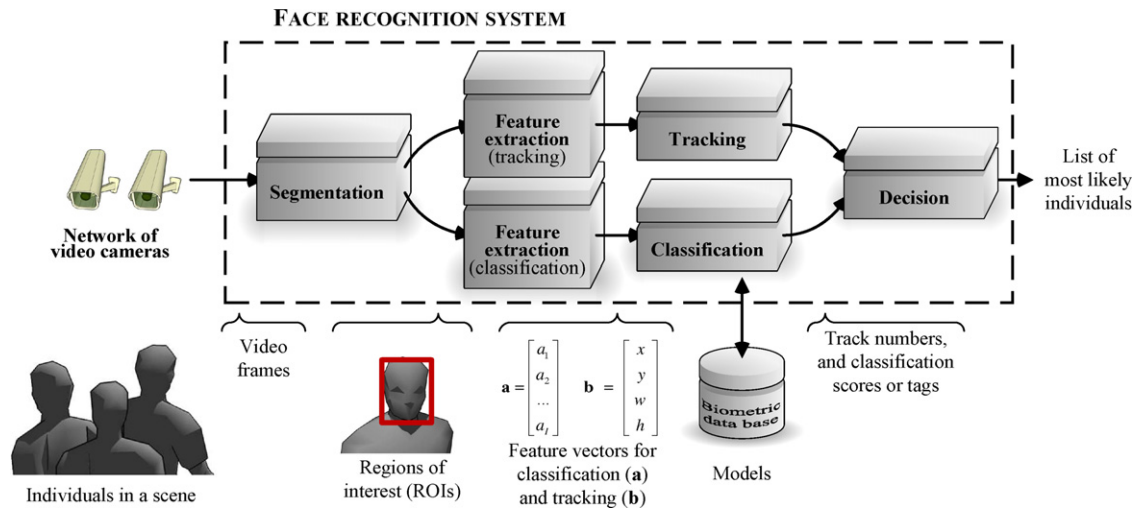 FACE RECOGNITION SYSTEM
Segmentation
Feature
extraction
(tracking)
Tracking
Feature
extraction
(classification)
Classification
Decision
List of
most likely
individuals
Network of
video cameras
Video
frames
Individuals in a scene
Regions of
interest (ROIs)
a = [a1
a2
...
aI]
b = [x
y
w
h]
Feature vectors for
classification (a)
and tracking (b)
Biometric
data base
Models
Track numbers,
and classification
scores or tags